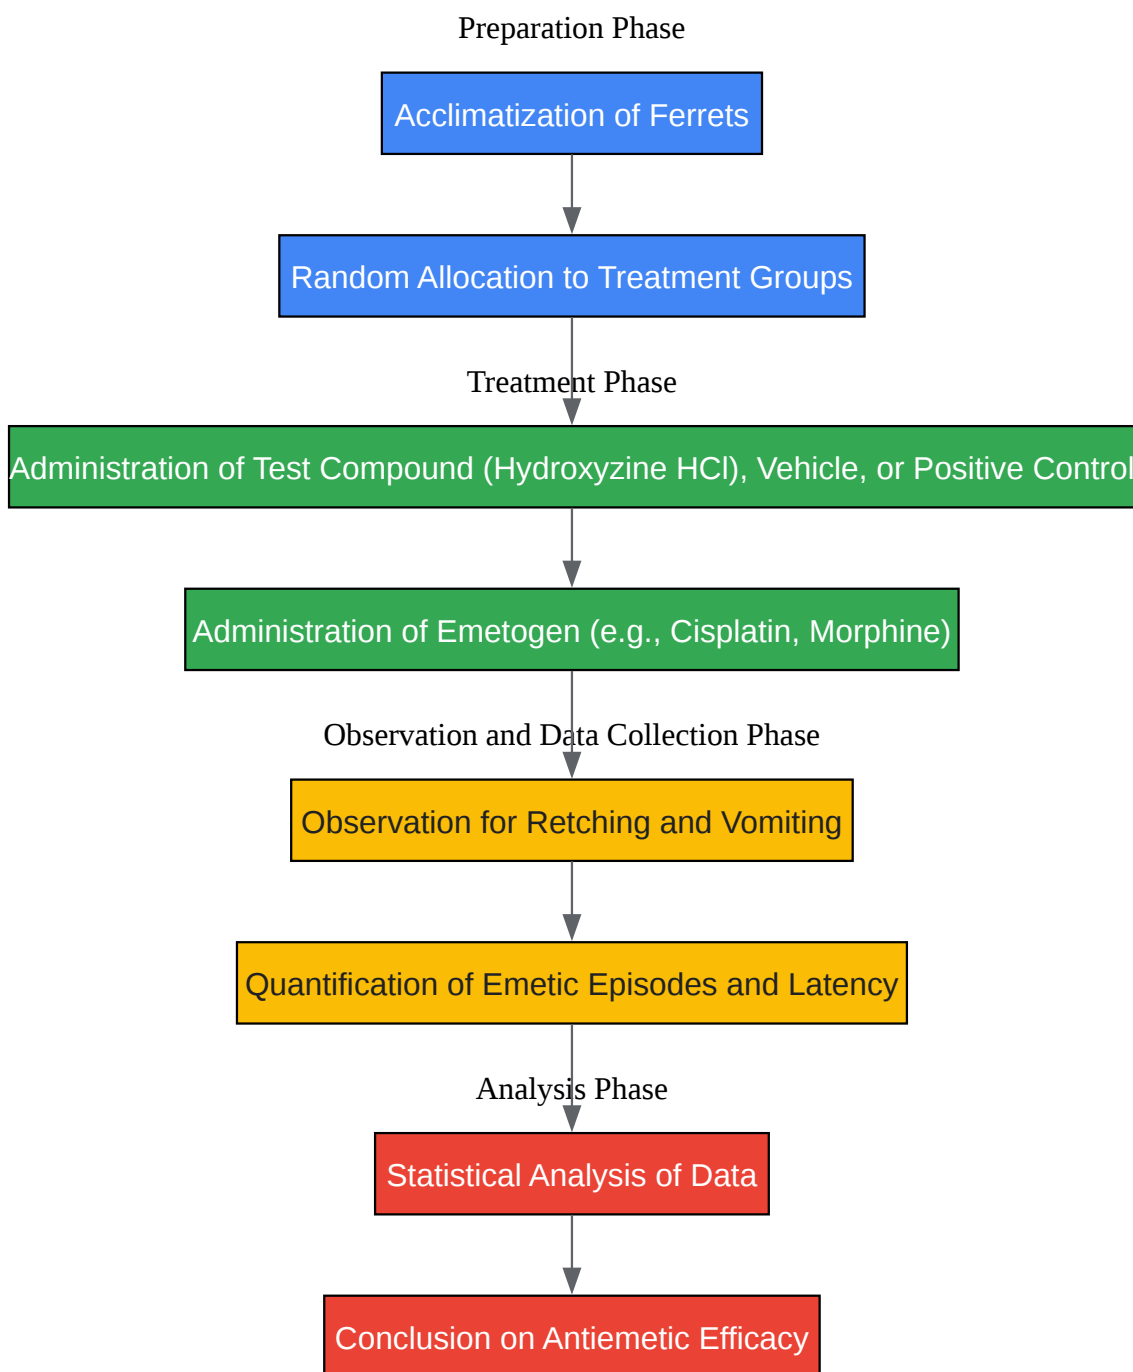 Preparation Phase
Acclimatization of Ferrets
Random Allocation to Treatment Groups
Treatment Phase
Administration of Test Compound (Hydroxyzine HCl), Vehicle, or Positive Control
Administration of Emetogen (e.g., Cisplatin, Morphine)
Observation and Data Collection Phase
Observation for Retching and Vomiting
Quantification of Emetic Episodes and Latency
Analysis Phase
Statistical Analysis of Data
Conclusion on Antiemetic Efficacy